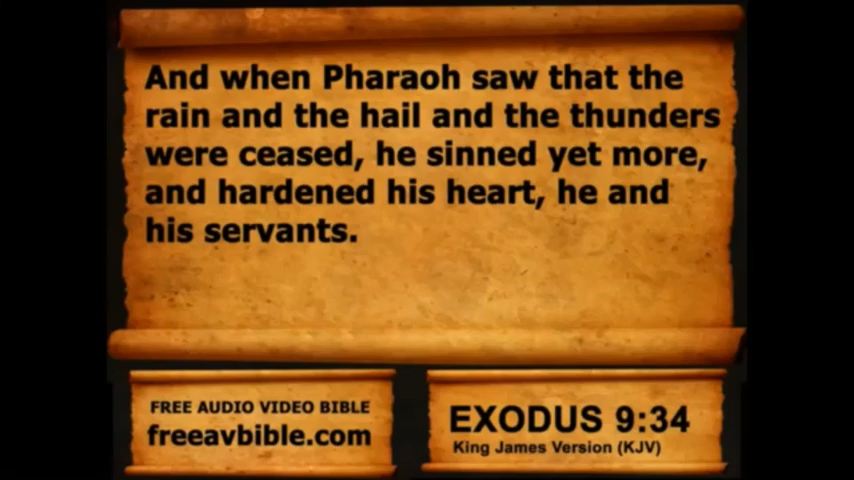 And when Pharaoh saw that the
rain and the hail and the thunders
were ceased, he sinned yet more,
and hardened his heart, he and
his servants.
FREE AUDIO VIDEO BIBLE
freeavbible.com
EXODUS 9:34
King James Version (KJV)